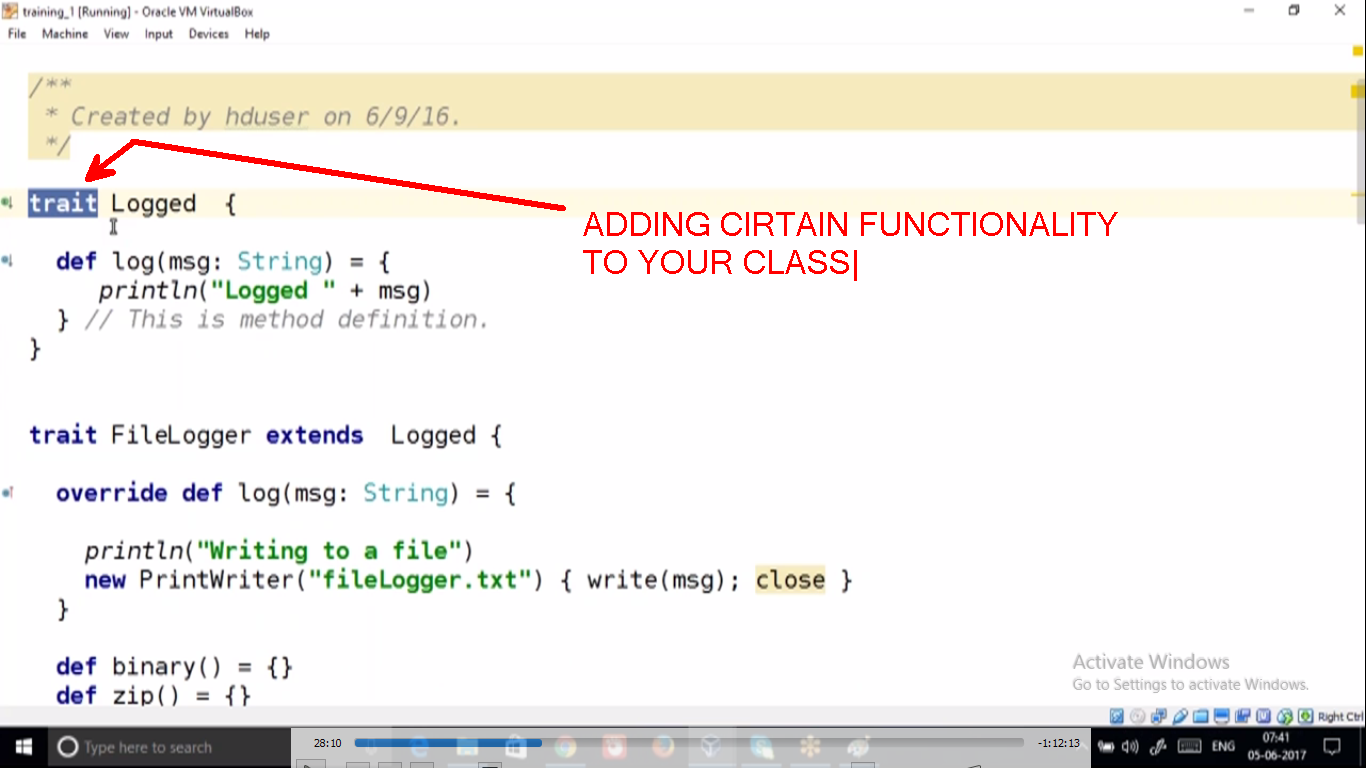 training_1 [Running] - Oracle VM VirtualBox
File Machine View Input Devices Help
/**
* Created by hduser on 6/9/16.
*/
trait Logged {
ADDING CIRTAIN FUNCTIONALITY
TO YOUR CLASS
def log(msg: String) = {
println("Logged " + msg)
} // This is method definition.
}
trait FileLogger extends Logged {
override def log(msg: String) = {
println("Writing to a file")
new PrintWriter("fileLogger.txt") { write(msg); close }
}
def binary() = {}
def zip() = {}
Activate Windows
Go to Settings to activate Windows.
Right Ctrl
Type here to search
28:10
-1:12:13
ENG
07:41
05-06-2017